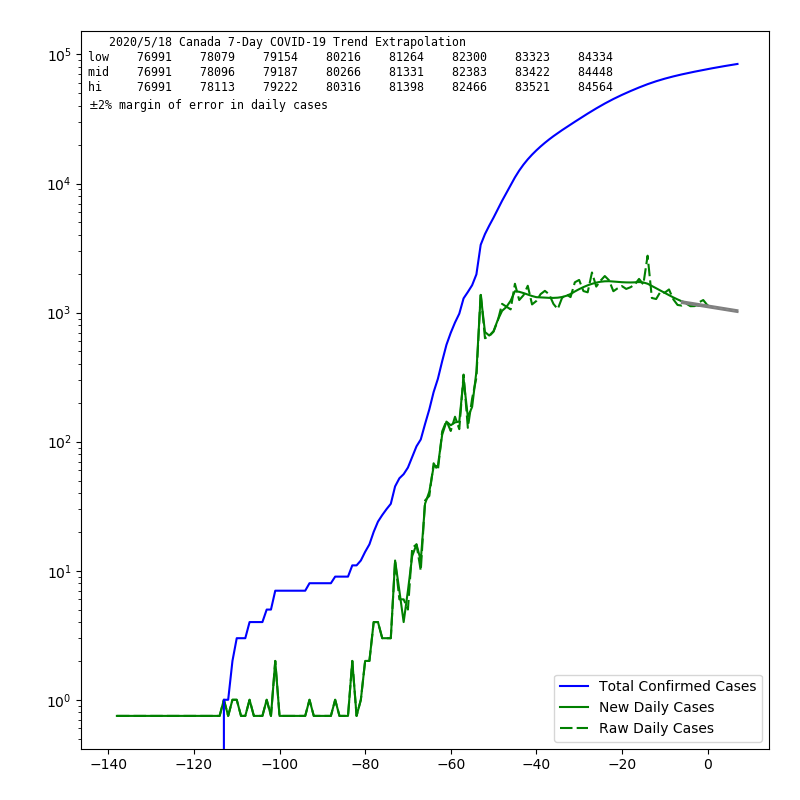 2020/5/18 Canada 7-Day COVID-19 Trend Extrapolation
low 76991 78079 79154 80216 81264 82300 83323 84334
mid 76991 78096 79187 80266 81331 82383 83422 84448
hi 76991 78113 79222 80316 81398 82466 83521 84564
±2% margin of error in daily cases
10⁵
10⁴
10³
10²
10¹
10⁰
Total Confirmed Cases
New Daily Cases
Raw Daily Cases
−140 −120 −100 −80 −60 −40 −20 0